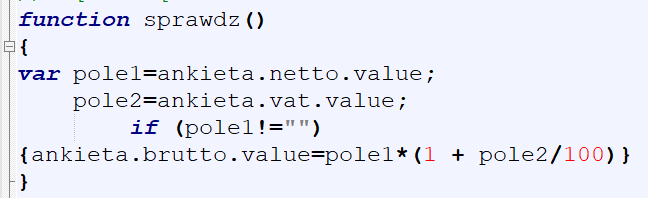 function sprawdz()
{
var pole1=ankieta.netto.value;
pole2=ankieta.vat.value;
if (pole1!="")
{ankieta.brutto.value=pole1*(1 + pole2/100)}
}